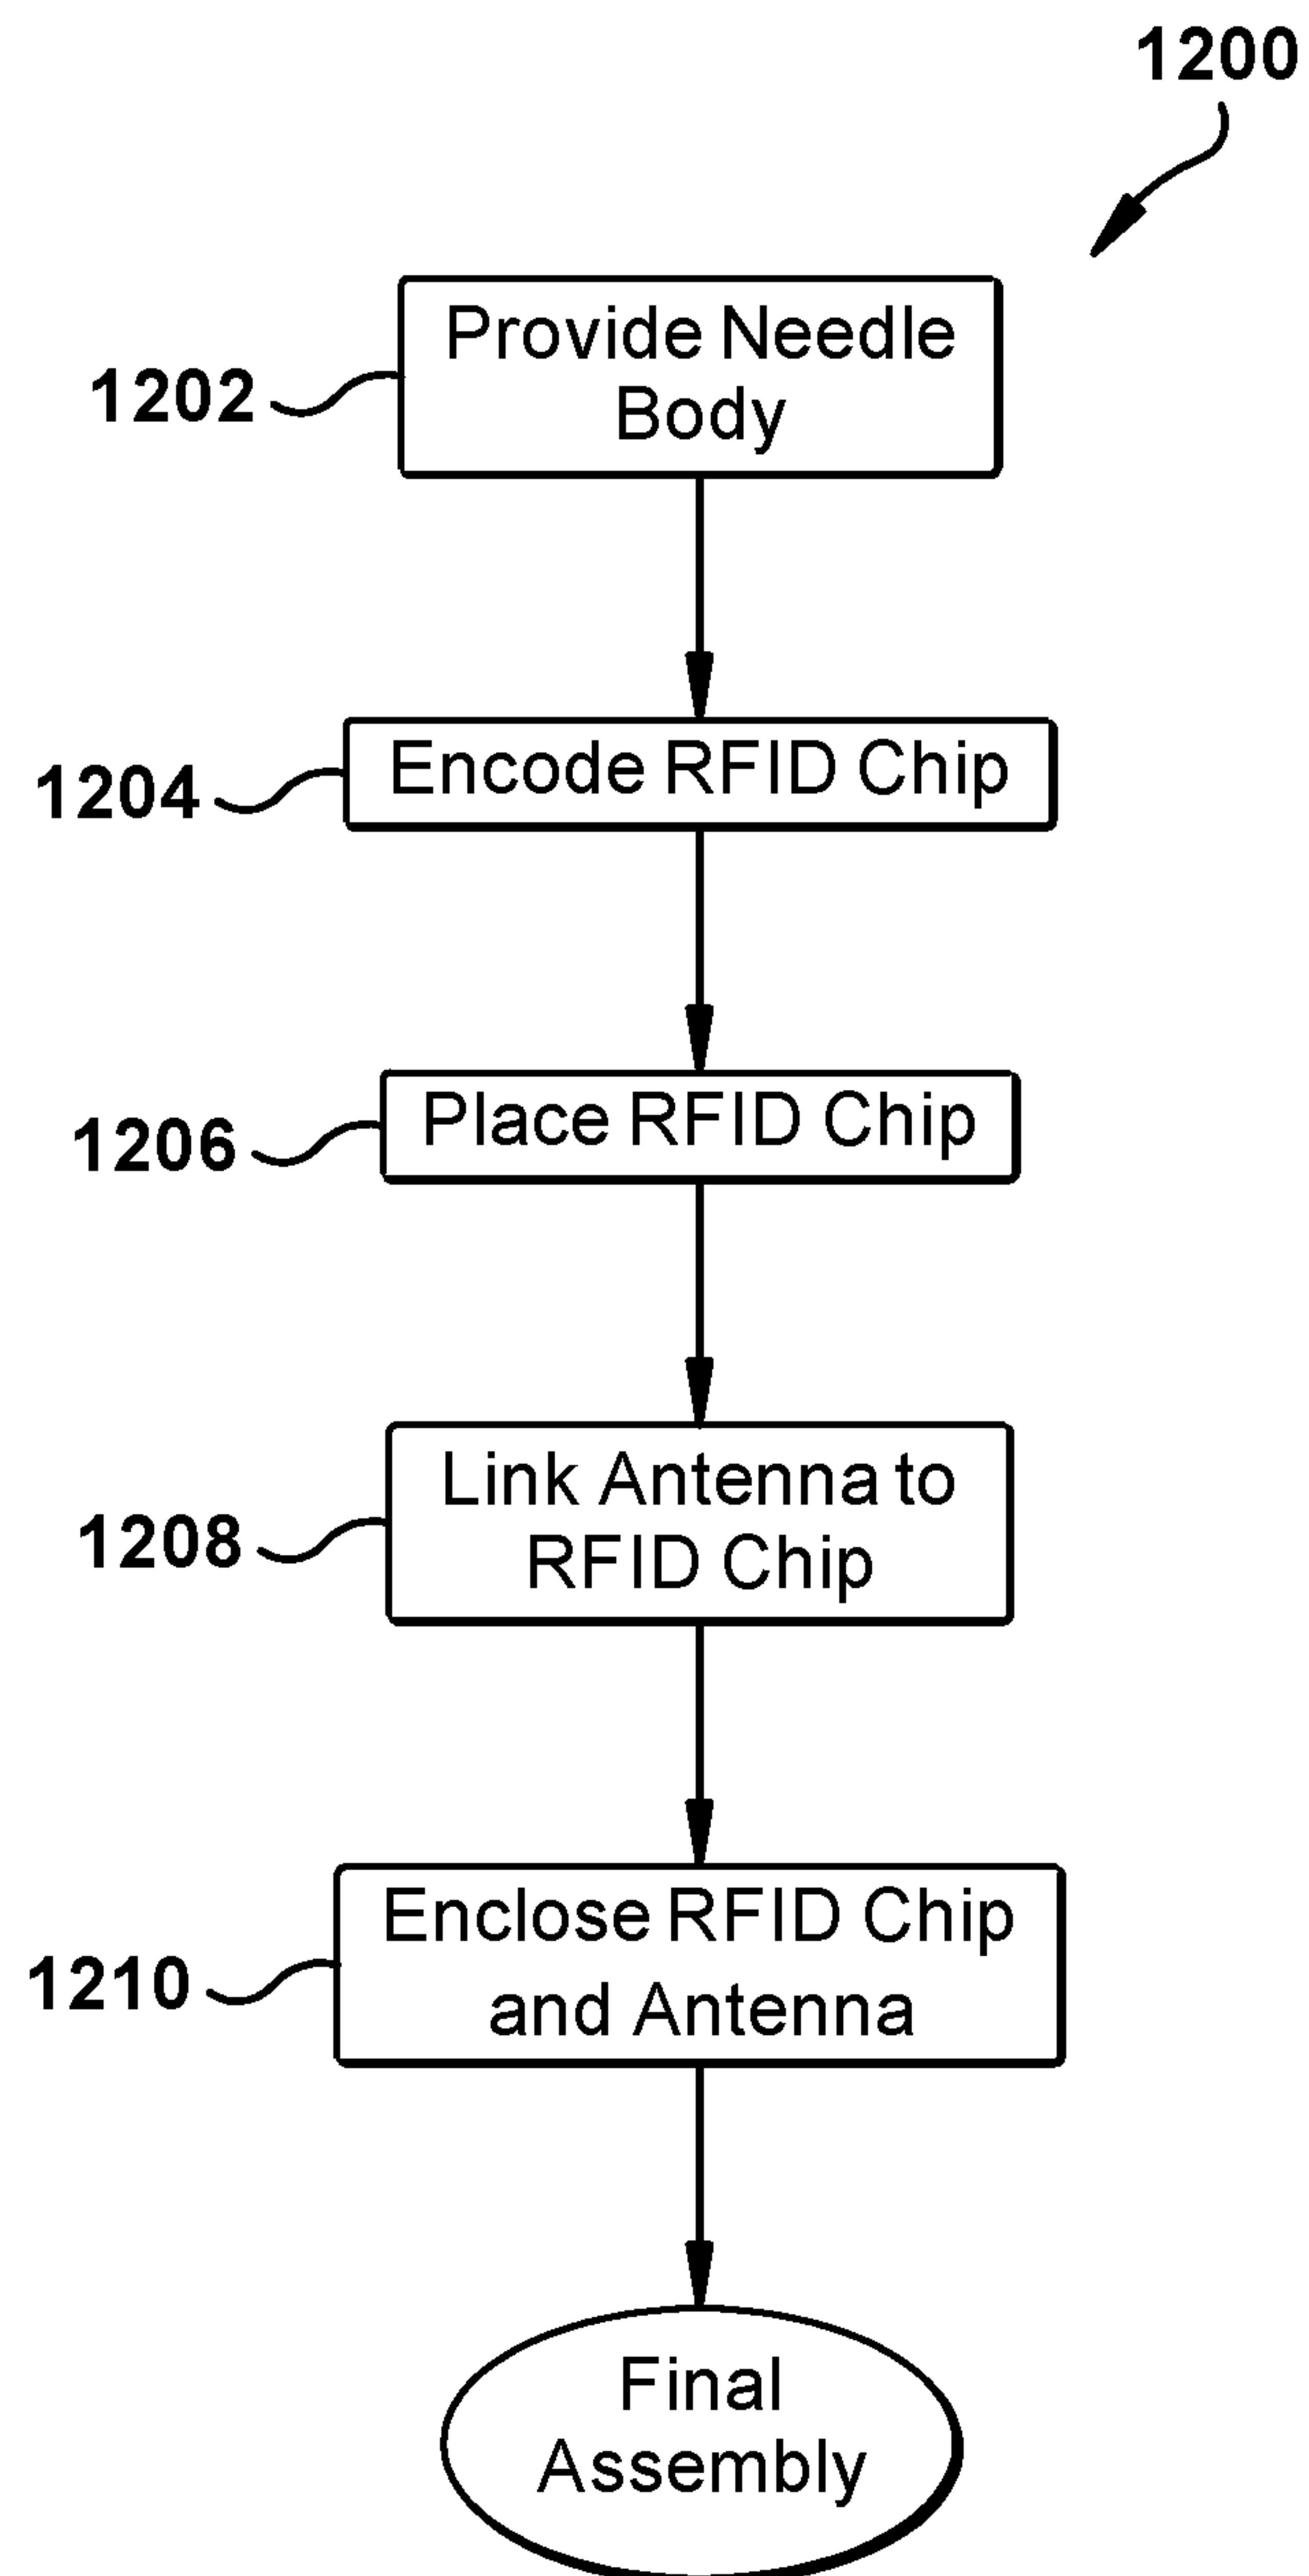 1200
Provide Needle
Body
1202
Encode RFID Chip
1204
Place RFID Chip
1206
Link Antenna to
RFID Chip
1208
Enclose RFID Chip
and Antenna
1210
Final
Assembly